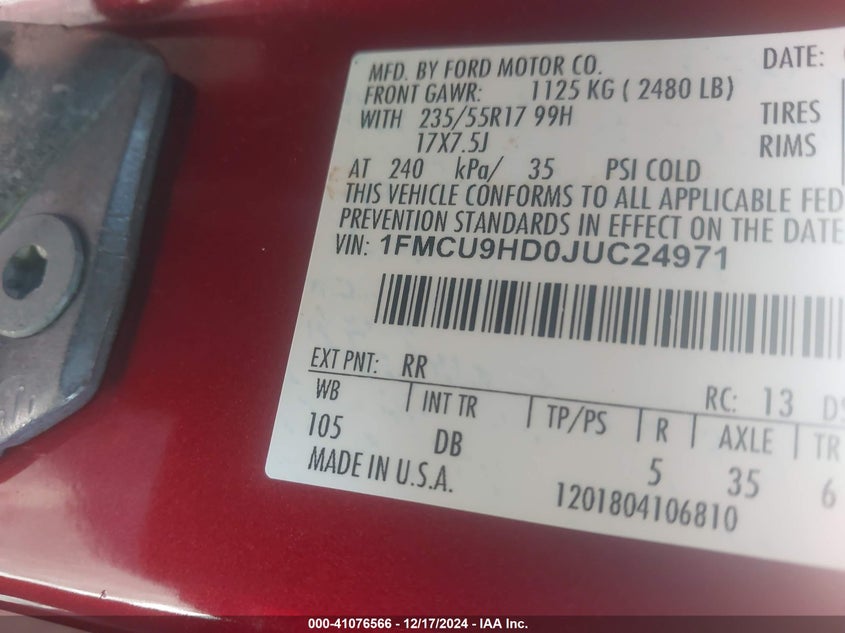 DATE:
MFD. BY FORD MOTOR CO.
FRONT GAWR: 1125 KG ( 2480 LB)
WITH 235/55R17 99H TIRES
17X7.5J RIMS
AT 240 kPa/ 35 PSI COLD
THIS VEHICLE CONFORMS TO ALL APPLICABLE FED
PREVENTION STANDARDS IN EFFECT ON THE DATE
VIN: 1FMCU9HD0JUC24971
EXT PNT: RR RC: 13 DS
WB INT TR TP/PS R AXLE TR
105 DB 5 35 6
MADE IN U.S.A. 1201804106810
000-41076566 - 12/17/2024 - IAA Inc.